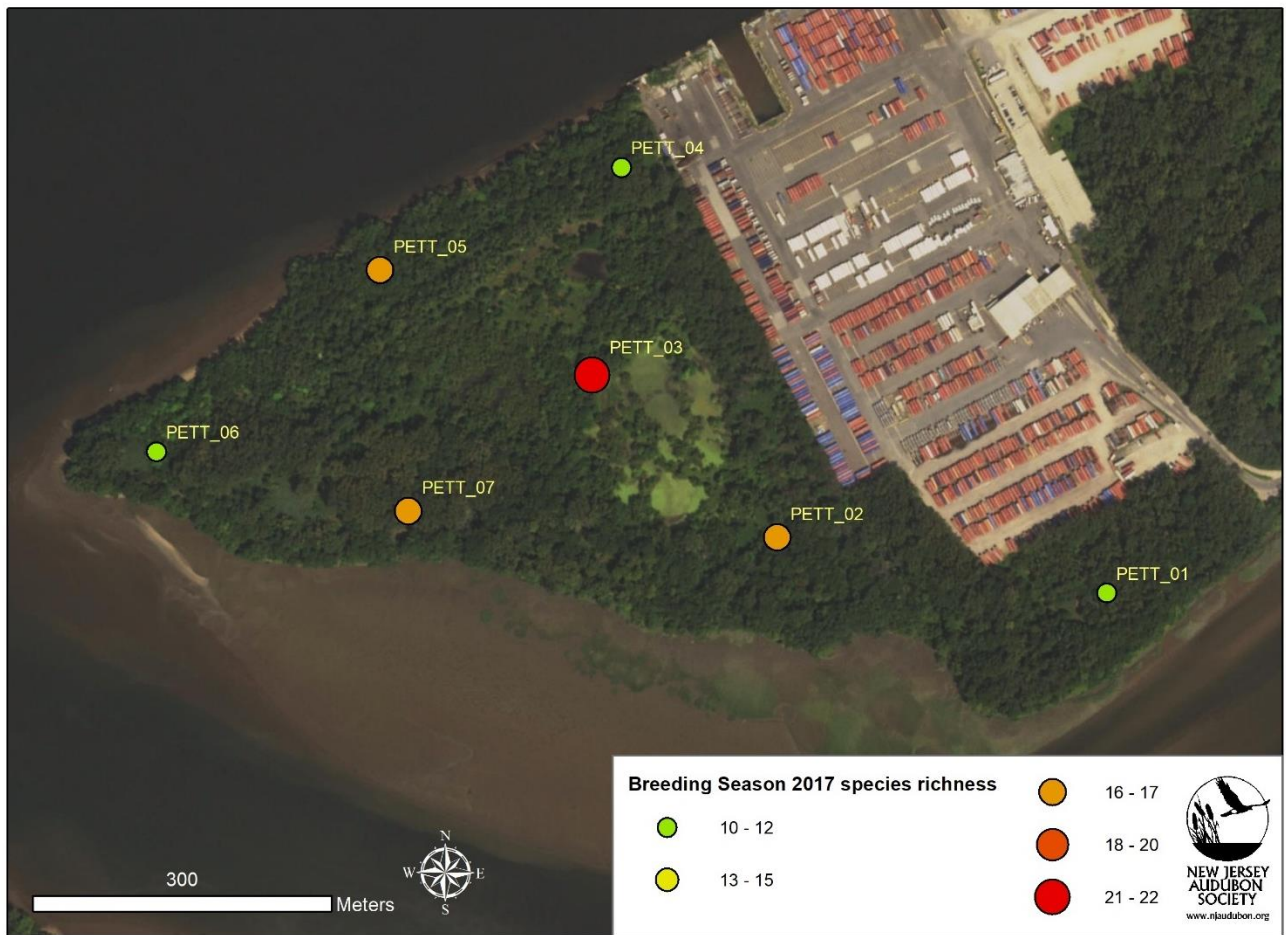 PETT_04
PETT_05
PETT_03
PETT_06
PETT_07
PETT_02
PETT_01
Breeding Season 2017 species richness
10 - 12
13 - 15
16 - 17
18 - 20
21 - 22
NEW JERSEY
AUDUBON
SOCIETY
www.njaudubon.org
300
Meters
N
W
E
S